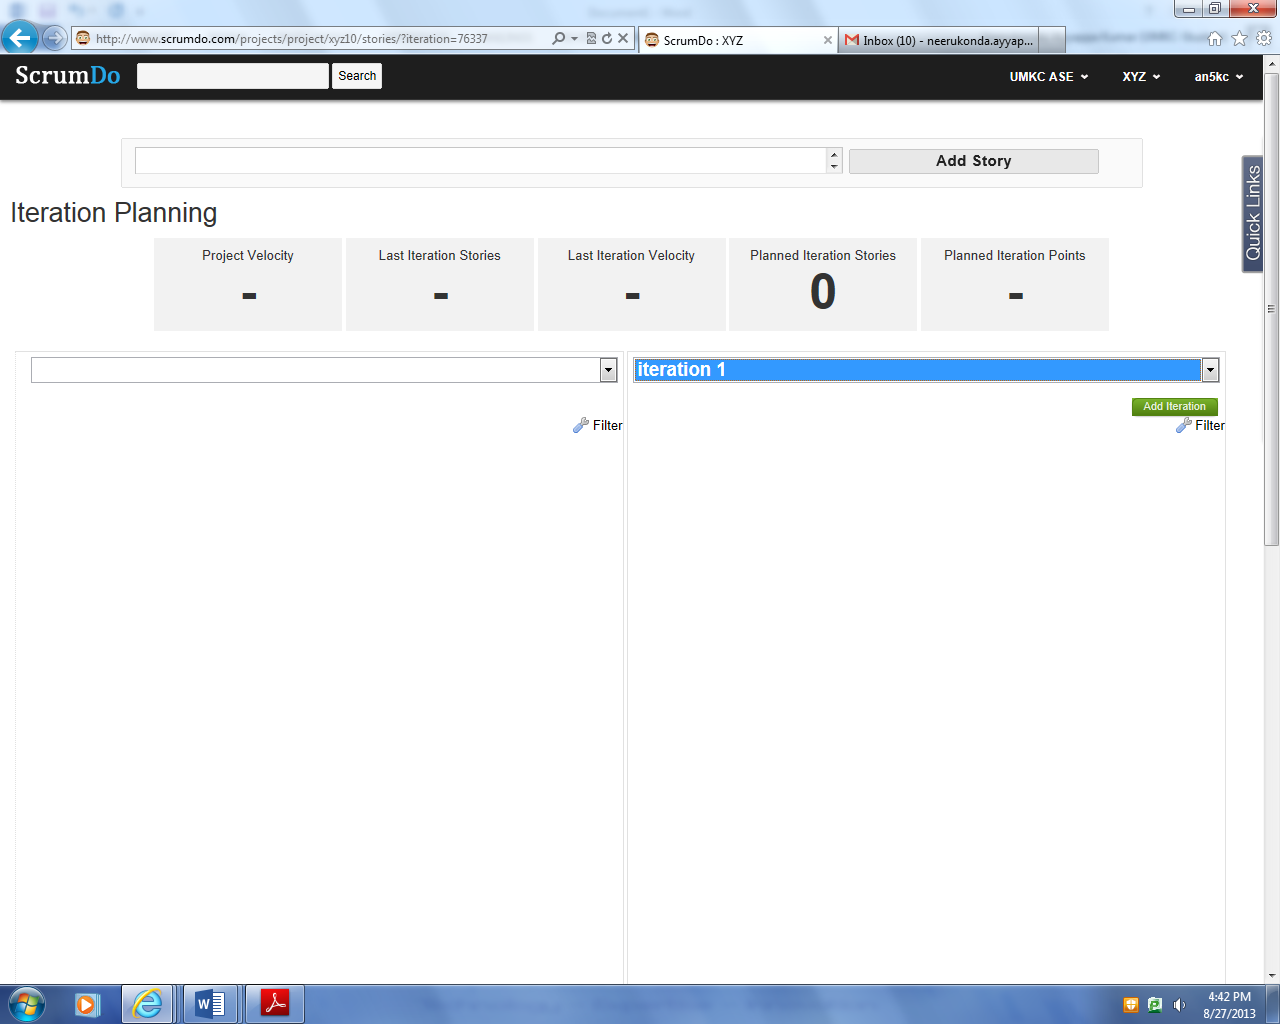 http://www.scrumdo.com/projects/project/xyz10/stories/?iteration=76337
ScrumDo : XYZ
Inbox (10) - neerukonda.ayyap...
ScrumDo
Search
UMKC ASE
XYZ
an5kc
Add Story
Quick Links
Iteration Planning
Project Velocity
-
Last Iteration Stories
-
Last Iteration Velocity
-
Planned Iteration Stories
0
Planned Iteration Points
-
iteration 1
Add Iteration
Filter
Filter
4:42 PM
8/27/2013